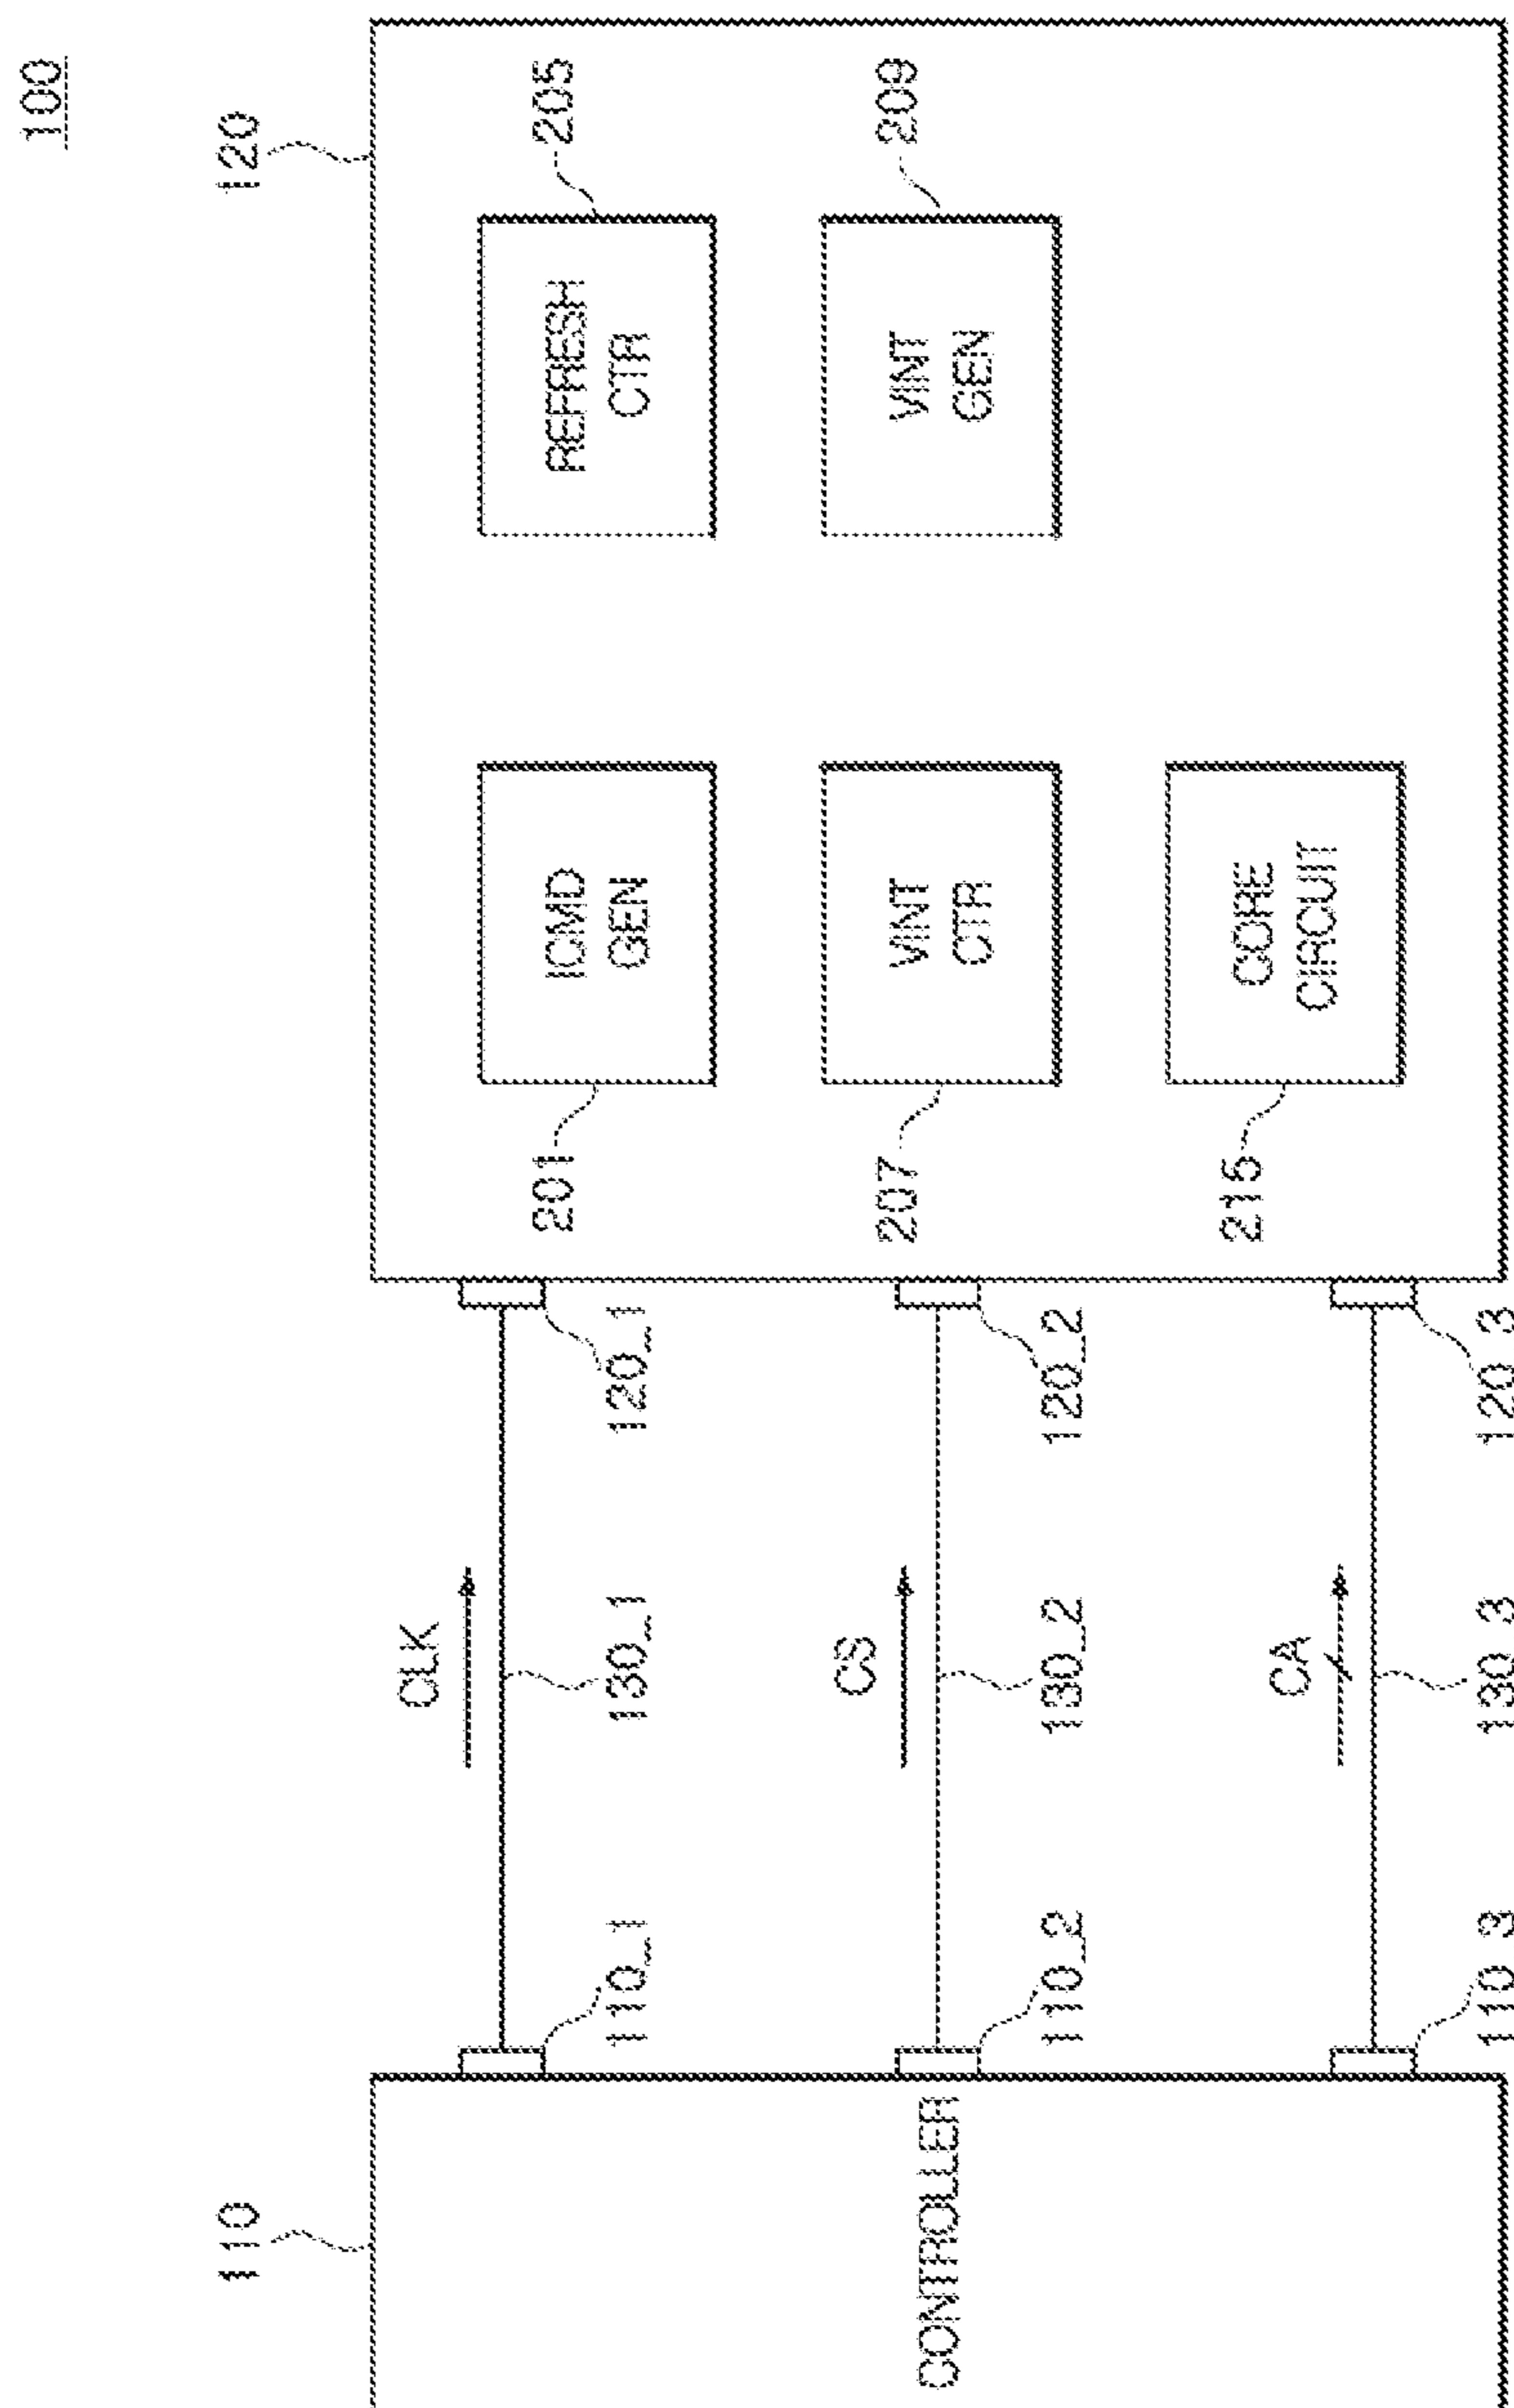 100
110
120
CLK
110_1
130_1
120_1
CS
110_2
130_2
120_2
CA
110_3
130_3
120_3
CONTROLLER
201
ICMD
GEN
REFRESH
CTR
205
207
VINT
CTR
VINT
GEN
209
215
CORE
CIRCUIT